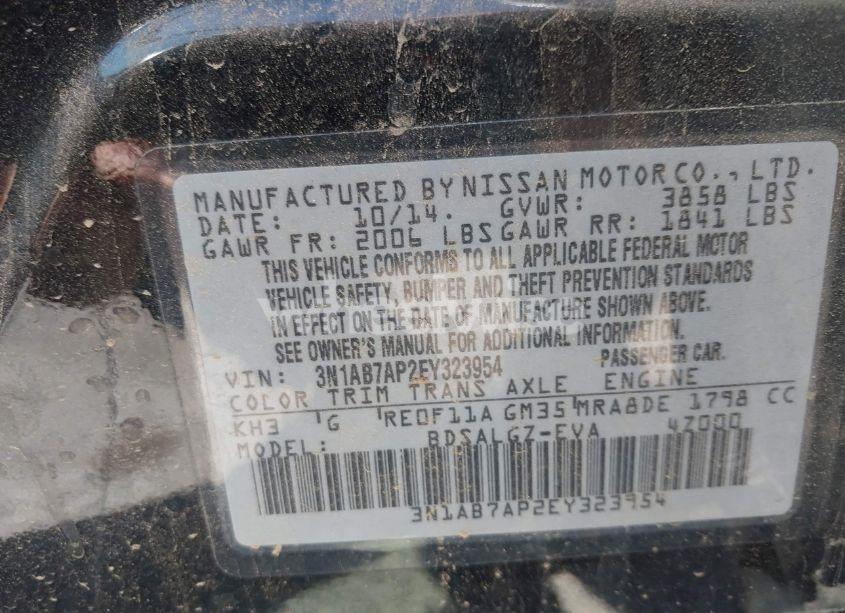 MANUFACTURED BY NISSAN MOTOR CO., LTD.
DATE: 10/14. GVWR: 3858 LBS
GAWR FR: 2006 LBS GAWR RR: 1841 LBS
THIS VEHICLE CONFORMS TO ALL APPLICABLE FEDERAL MOTOR
VEHICLE SAFETY, BUMPER AND THEFT PREVENTION STANDARDS
IN EFFECT ON THE DATE OF MANUFACTURE SHOWN ABOVE.
SEE OWNER'S MANUAL FOR ADDITIONAL INFORMATION.
VIN: 3N1AB7AP2EY323954 PASSENGER CAR.
COLOR TRIM TRANS AXLE ENGINE
KH3 G RE0F11A GM35 MRA8DE 1798 CC
MODEL: BDSALGZ-EVA 4Z000
3N1AB7AP2EY323954